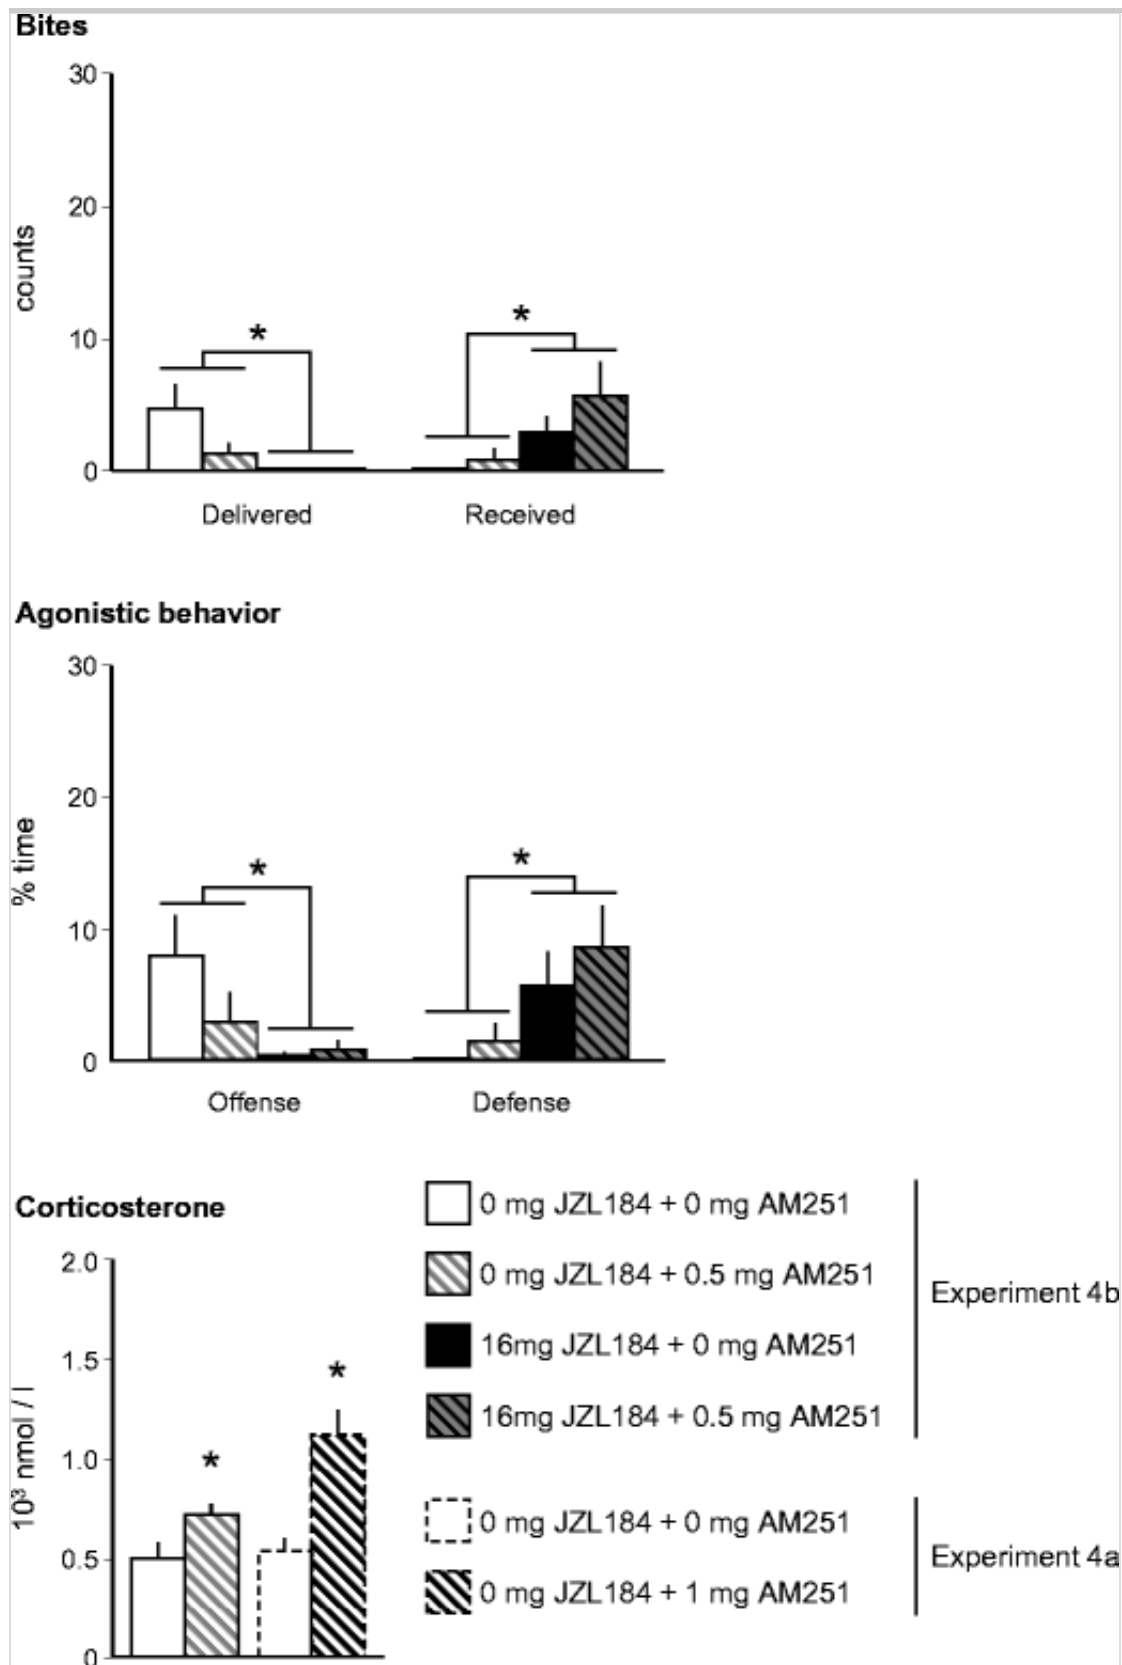 Bites
30
20
10
0
counts
*
*
Delivered
Received
Agonistic behavior
30
20
10
0
% time
*
*
Offense
Defense
Corticosterone
2.0
1.5
1.0
0.5
0
10³ nmol / l
*
*
0 mg JZL184 + 0 mg AM251
0 mg JZL184 + 0.5 mg AM251
16mg JZL184 + 0 mg AM251
16mg JZL184 + 0.5 mg AM251
Experiment 4b
0 mg JZL184 + 0 mg AM251
0 mg JZL184 + 1 mg AM251
Experiment 4a